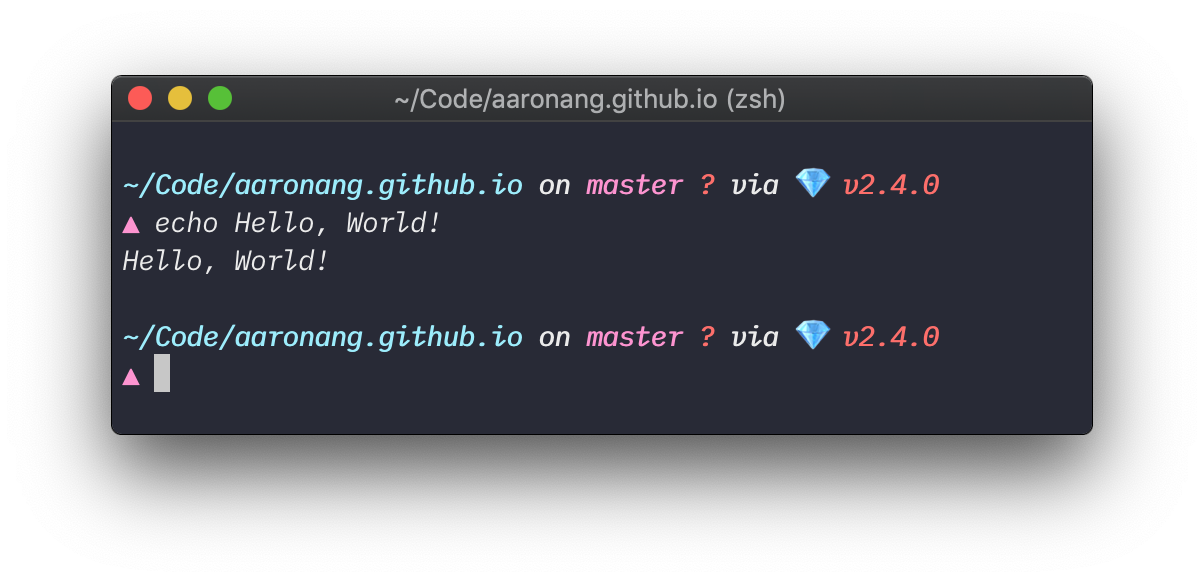 ~/Code/aaronang.github.io (zsh)
~/Code/aaronang.github.io on master ? via 💎 v2.4.0
▲ echo Hello, World!
Hello, World!
~/Code/aaronang.github.io on master ? via 💎 v2.4.0
▲